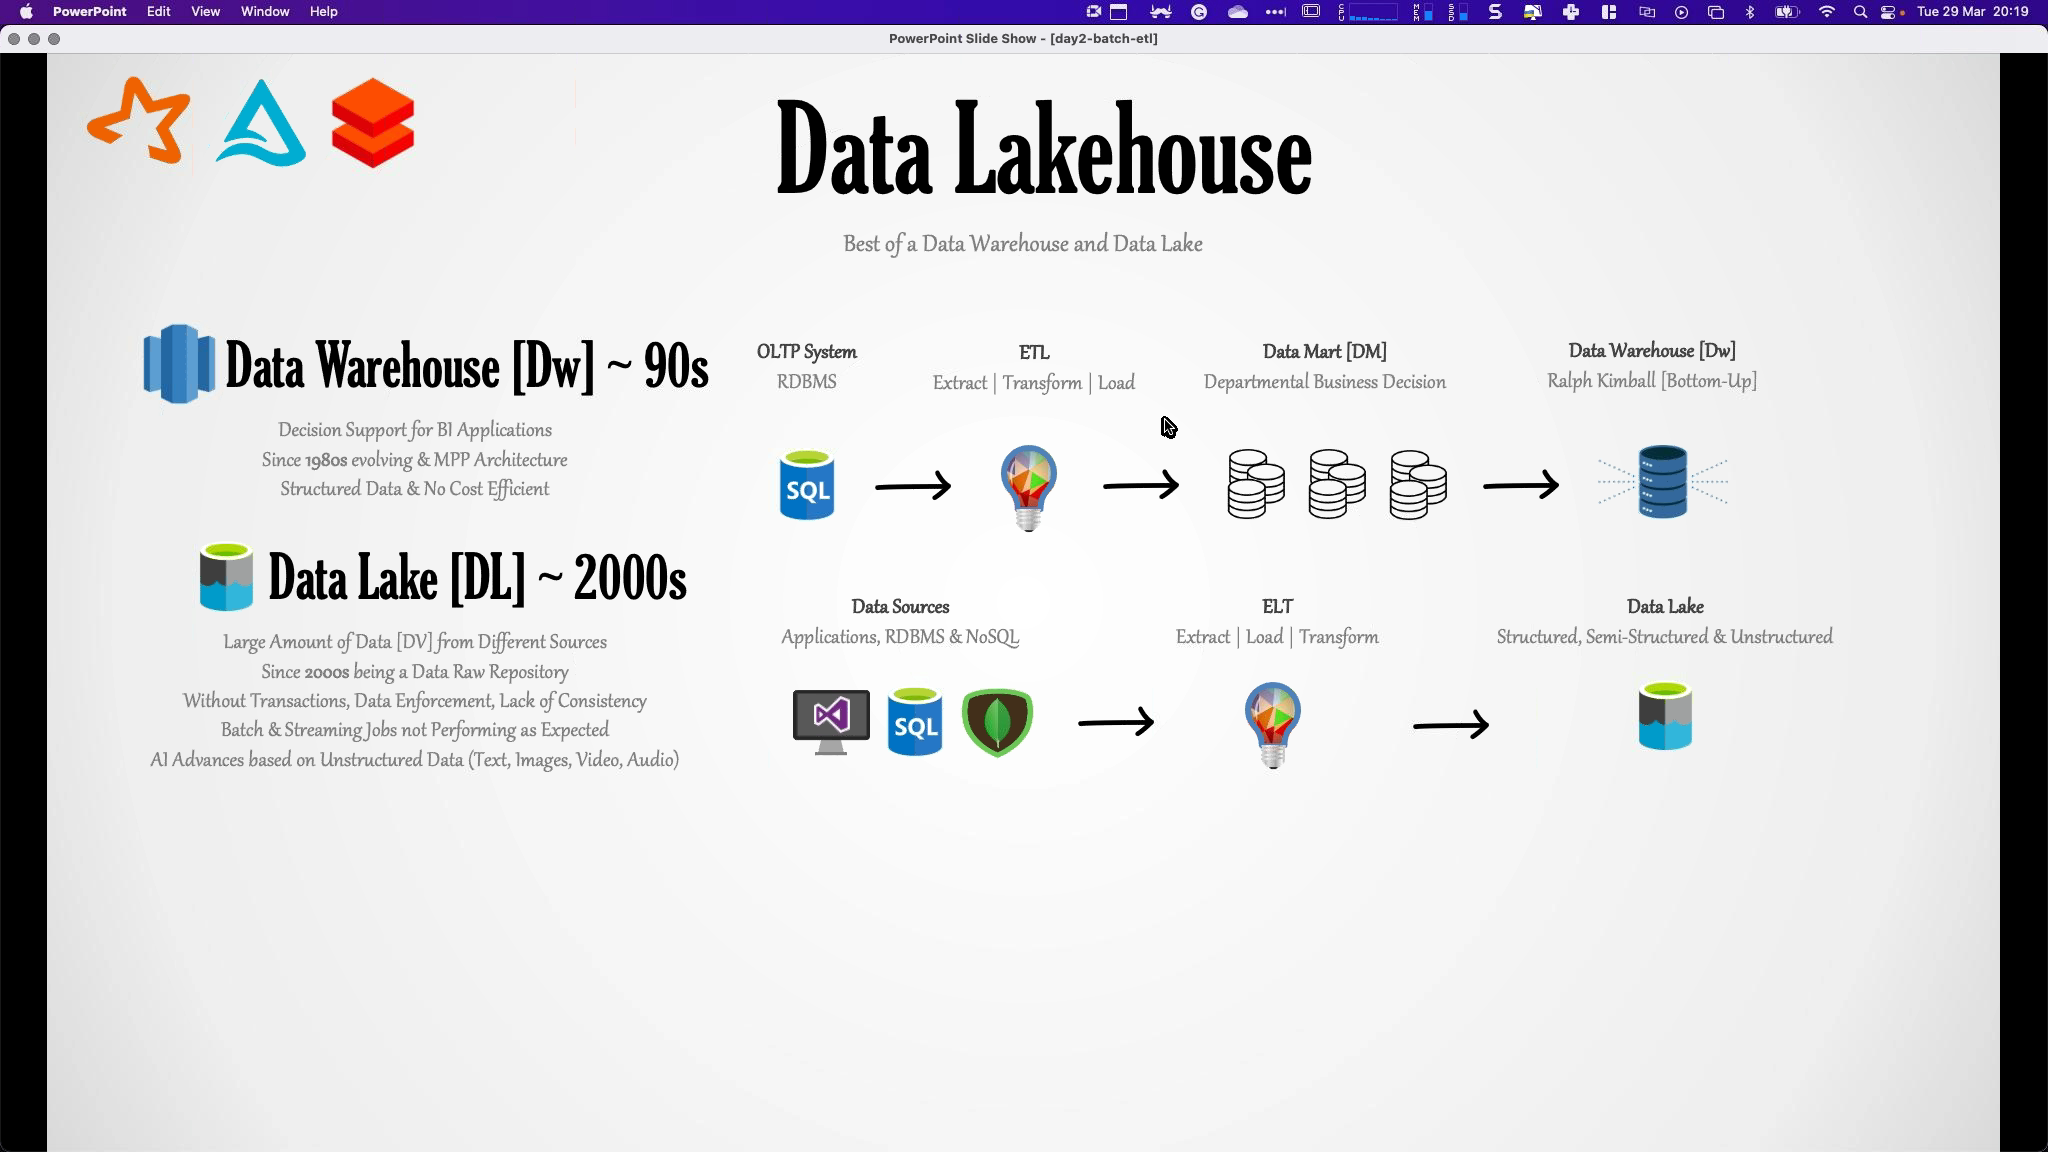 PowerPoint Edit View Window Help
Tue 29 Mar 20:19
PowerPoint Slide Show - [day2-batch-etl]
Data Lakehouse
Best of a Data Warehouse and Data Lake
Data Warehouse [Dw] ~ 90s
Decision Support for BI Applications
Since 1980s evolving & MPP Architecture
Structured Data & No Cost Efficient
OLTP System
RDBMS
ETL
Extract | Transform | Load
Data Mart [DM]
Departmental Business Decision
Data Warehouse [Dw]
Ralph Kimball [Bottom-Up]
SQL
Data Lake [DL] ~ 2000s
Large Amount of Data [DV] from Different Sources
Since 2000s being a Data Raw Repository
Without Transactions, Data Enforcement, Lack of Consistency
Batch & Streaming Jobs not Performing as Expected
AI Advances based on Unstructured Data (Text, Images, Video, Audio)
Data Sources
Applications, RDBMS & NoSQL
ELT
Extract | Load | Transform
Data Lake
Structured, Semi-Structured & Unstructured
SQL